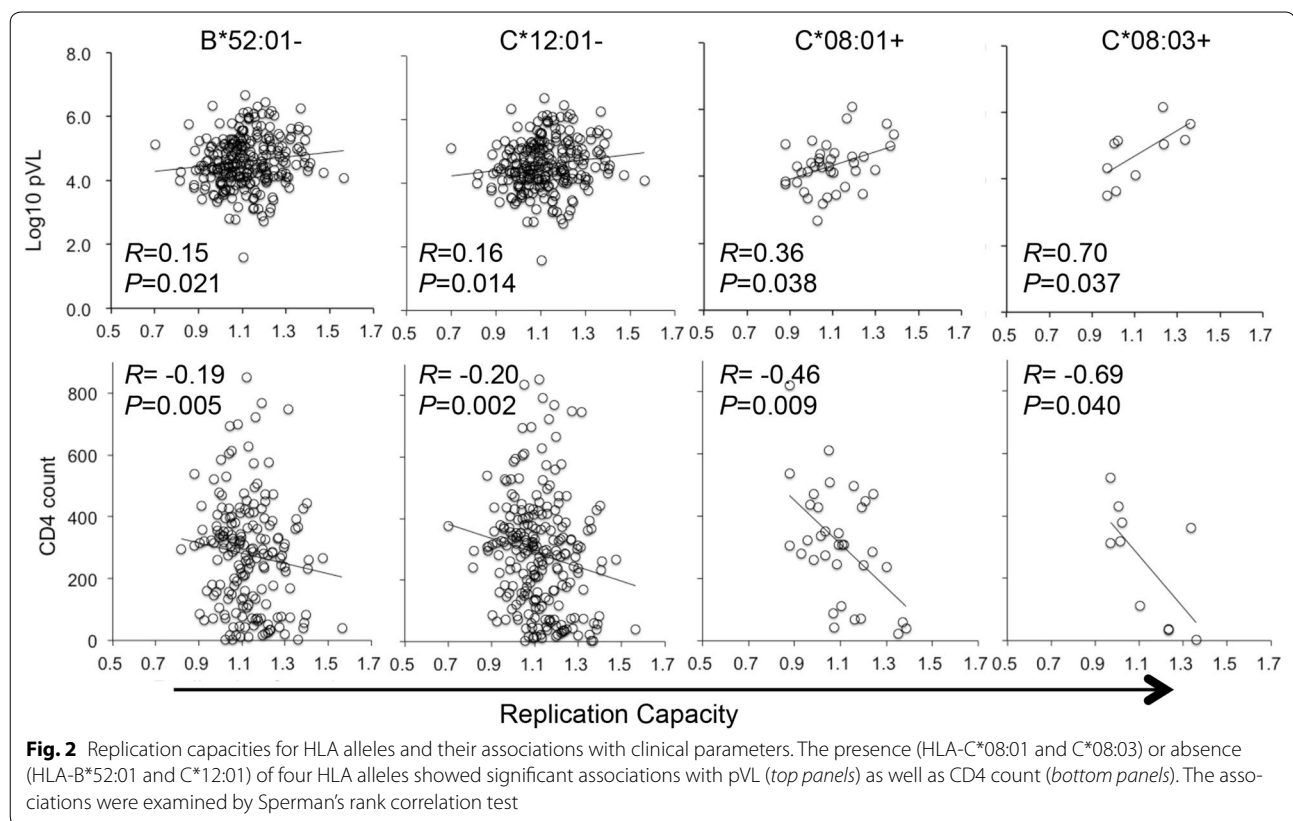 B*52:01- C*12:01- C*08:01+ C*08:03+
8.0
6.0
4.0
2.0
0.0
Log10 pVL
R=0.15
P=0.021
R=0.16
P=0.014
R=0.36
P=0.038
R=0.70
P=0.037
0.5 0.7 0.9 1.1 1.3 1.5 1.7
0.5 0.7 0.9 1.1 1.3 1.5 1.7
0.5 0.7 0.9 1.1 1.3 1.5 1.7
0.5 0.7 0.9 1.1 1.3 1.5 1.7
800
600
400
200
0
CD4 count
R= -0.19
P=0.005
R= -0.20
P=0.002
R= -0.46
P=0.009
R= -0.69
P=0.040
0.5 0.7 0.9 1.1 1.3 1.5 1.7
0.5 0.7 0.9 1.1 1.3 1.5 1.7
0.5 0.7 0.9 1.1 1.3 1.5 1.7
0.5 0.7 0.9 1.1 1.3 1.5 1.7
Replication Capacity
Fig. 2 Replication capacities for HLA alleles and their associations with clinical parameters. The presence (HLA-C*08:01 and C*08:03) or absence
(HLA-B*52:01 and C*12:01) of four HLA alleles showed significant associations with pVL (top panels) as well as CD4 count (bottom panels). The asso-
ciations were examined by Sperman's rank correlation test